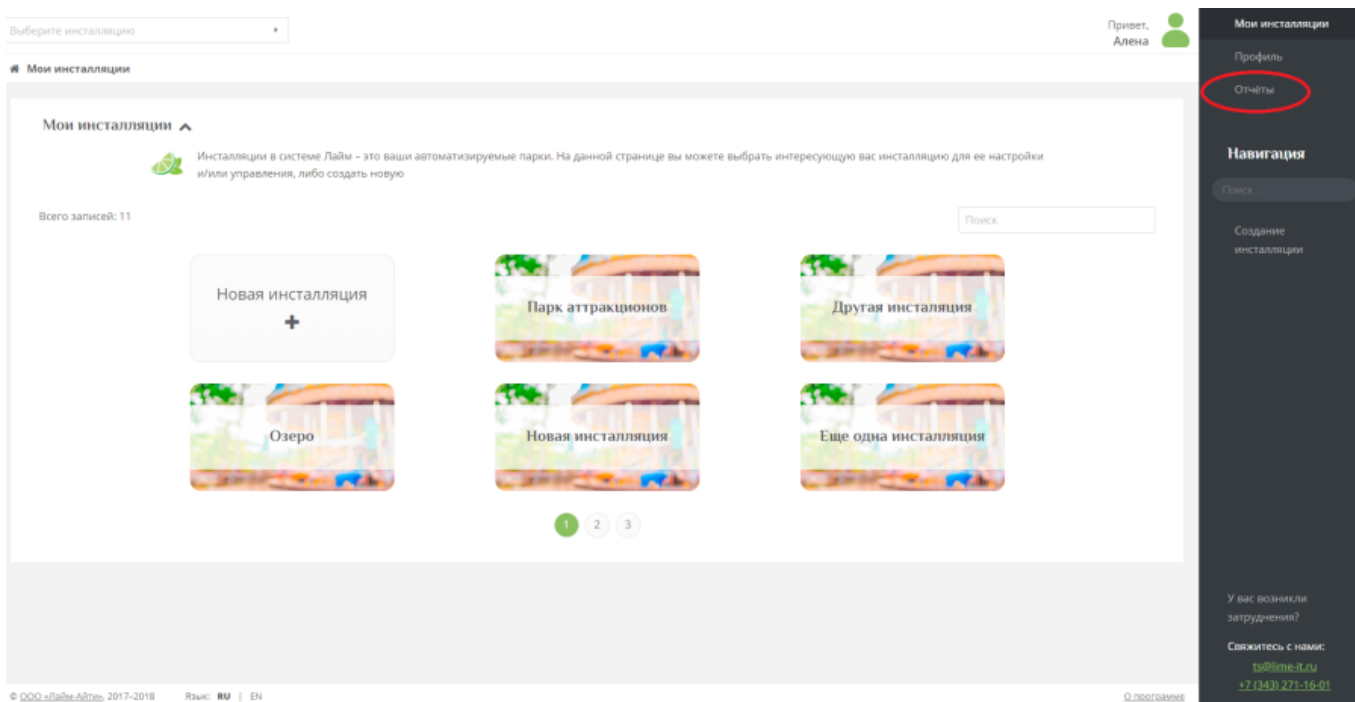 Выберите инсталляцию
Привет,
Алена
Мои инсталляции
Мои инсталляции
Инсталляции в системе Лайм – это ваши автоматизируемые парки. На данной странице вы можете выбрать интересующую вас инсталляцию для ее настройки
и/или управления, либо создать новую
Всего записей: 11
Поиск
Новая инсталляция
Парк аттракционов
Другая инсталяция
Озеро
Новая инсталляция
Еще одна инсталляция
1 2 3
© ООО «Лайм-Айти», 2017–2018 Язык: RU | EN
О программе
Мои инсталляции
Профиль
Отчёты
Навигация
Поиск...
Создание
инсталляции
У вас возникли
затруднения?
Свяжитесь с нами:
ts@lime-it.ru
+7 (343) 271-16-01